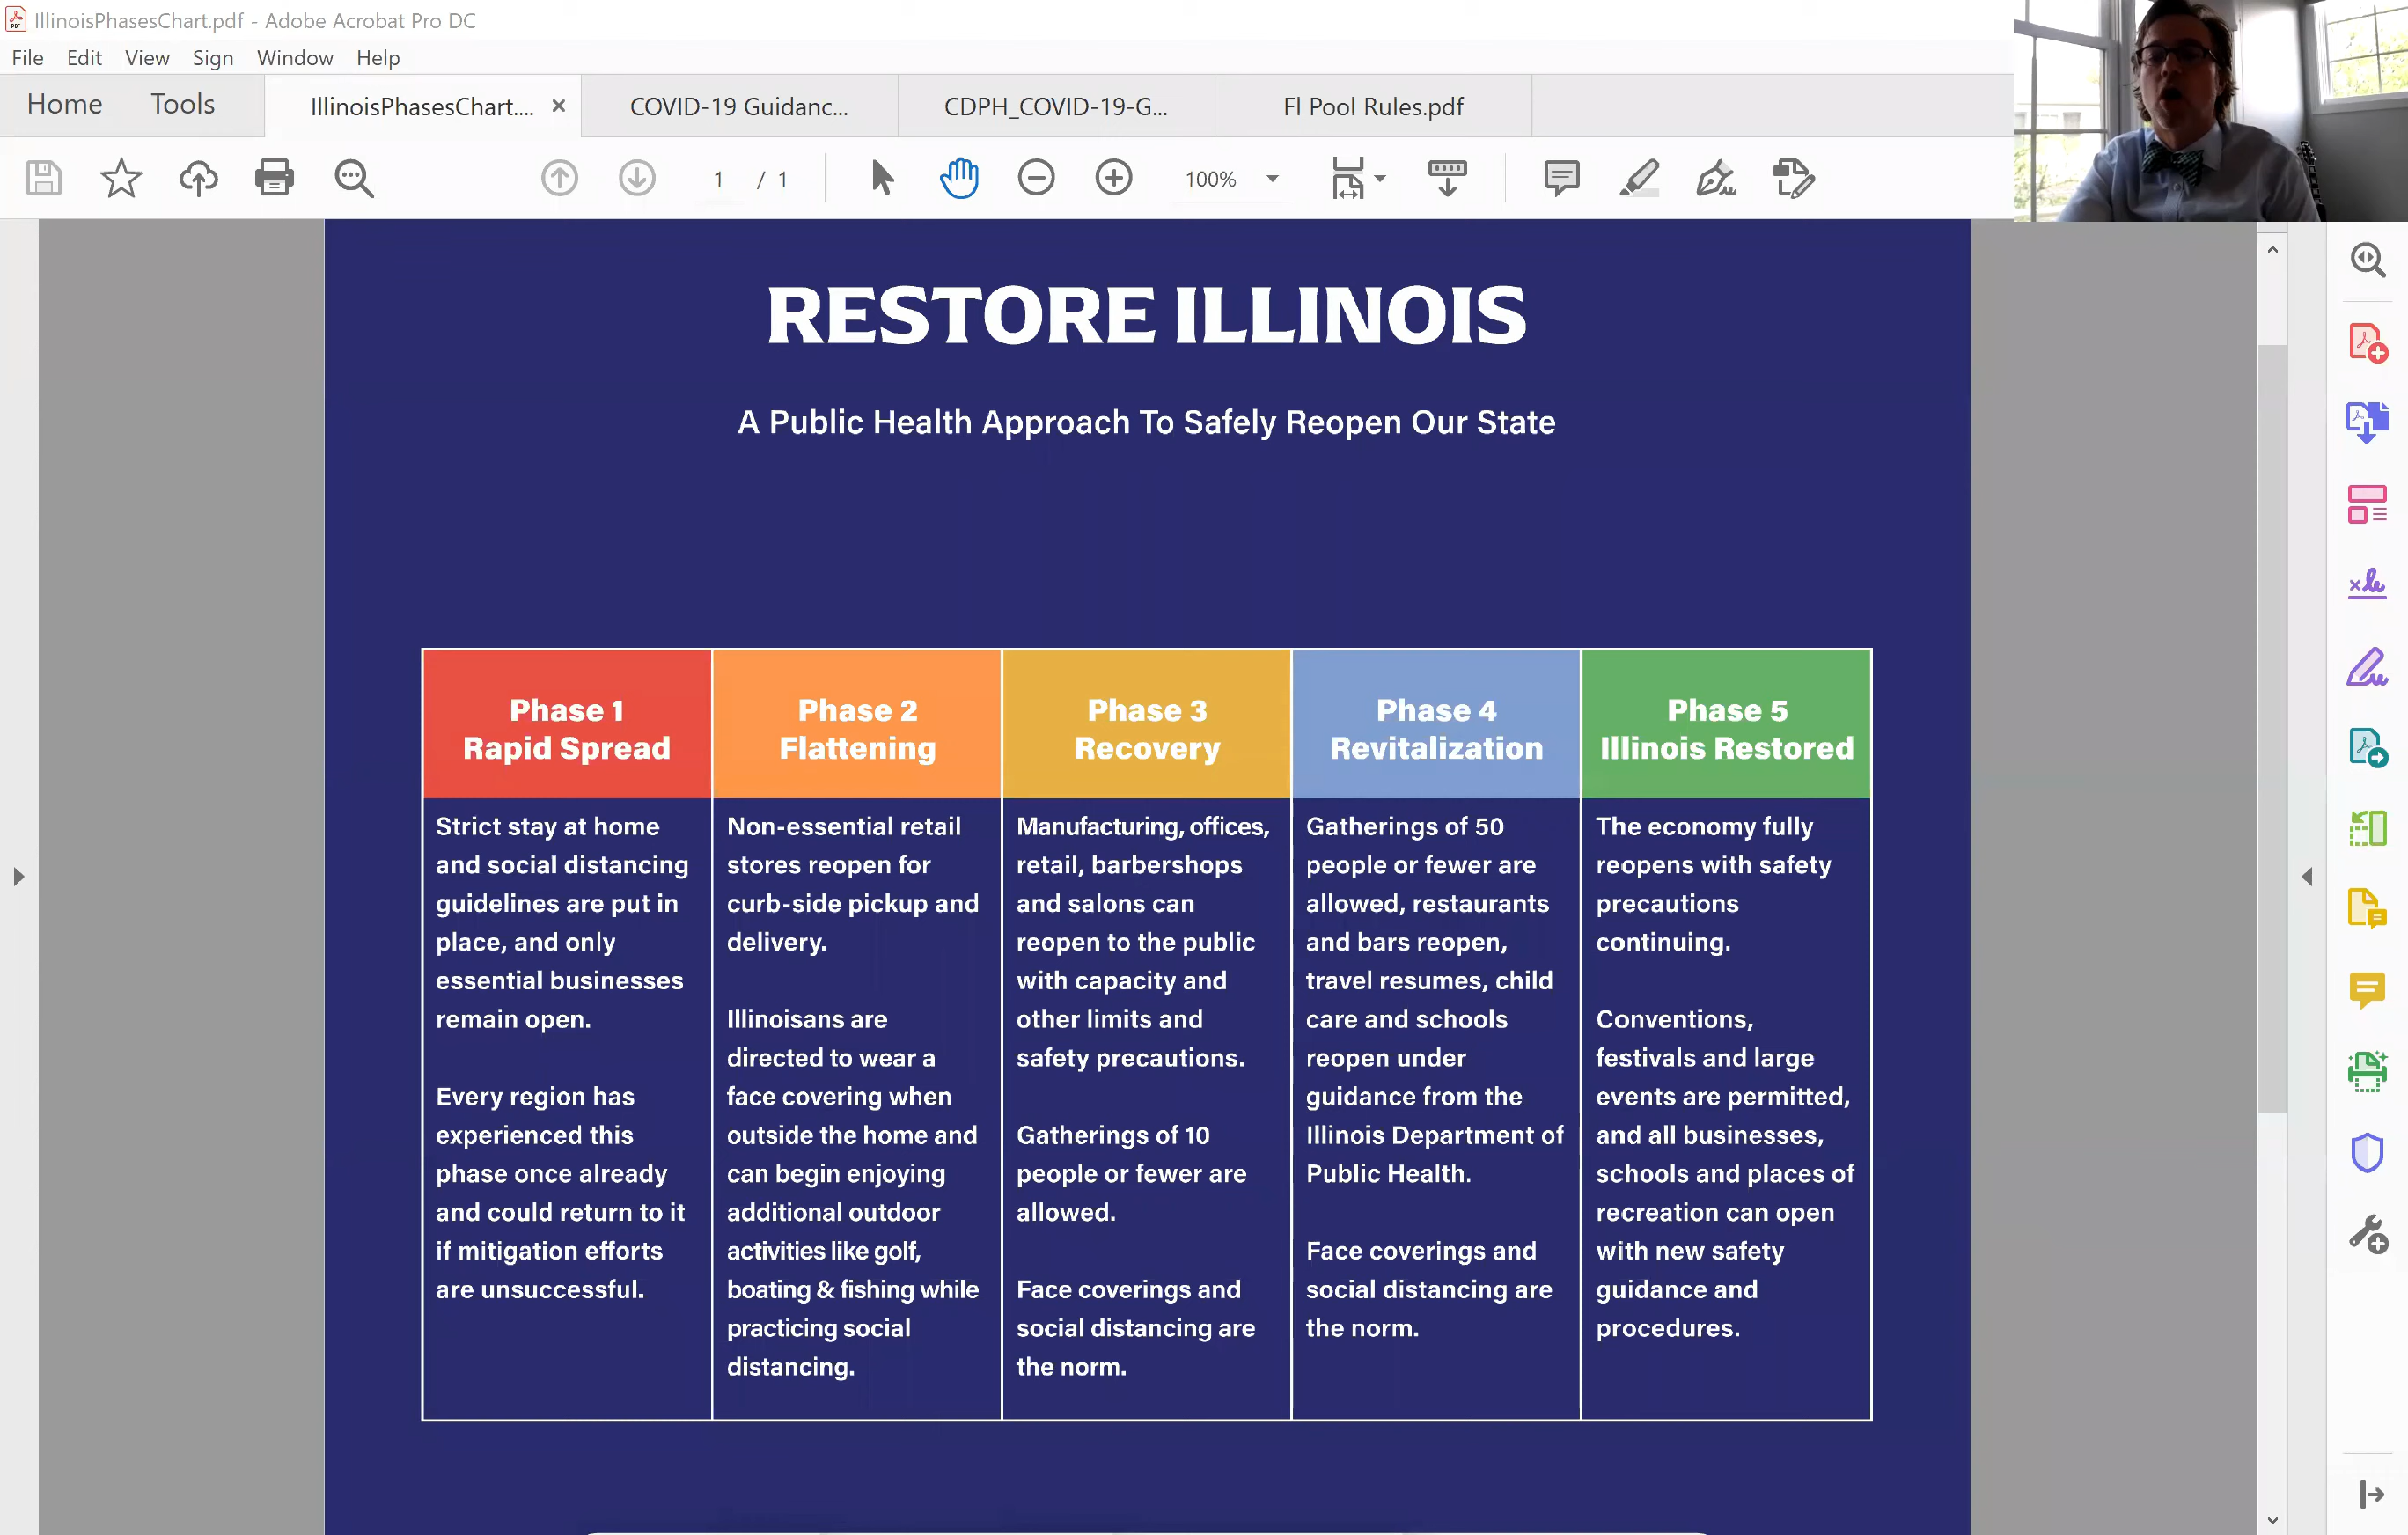 IllinoisPhasesChart.pdf - Adobe Acrobat Pro DC
File Edit View Sign Window Help
Home Tools IllinoisPhasesChart.... × COVID-19 Guidanc... CDPH_COVID-19-G... Fl Pool Rules.pdf
1 / 1 100%
RESTORE ILLINOIS
A Public Health Approach To Safely Reopen Our State
Phase 1
Rapid Spread
Strict stay at home
and social distancing
guidelines are put in
place, and only
essential businesses
remain open.
Every region has
experienced this
phase once already
and could return to it
if mitigation efforts
are unsuccessful.
Phase 2
Flattening
Non-essential retail
stores reopen for
curb-side pickup and
delivery.
Illinoisans are
directed to wear a
face covering when
outside the home and
can begin enjoying
additional outdoor
activities like golf,
boating & fishing while
practicing social
distancing.
Phase 3
Recovery
Manufacturing, offices,
retail, barbershops
and salons can
reopen to the public
with capacity and
other limits and
safety precautions.
Gatherings of 10
people or fewer are
allowed.
Face coverings and
social distancing are
the norm.
Phase 4
Revitalization
Gatherings of 50
people or fewer are
allowed, restaurants
and bars reopen,
travel resumes, child
care and schools
reopen under
guidance from the
Illinois Department of
Public Health.
Face coverings and
social distancing are
the norm.
Phase 5
Illinois Restored
The economy fully
reopens with safety
precautions
continuing.
Conventions,
festivals and large
events are permitted,
and all businesses,
schools and places of
recreation can open
with new safety
guidance and
procedures.